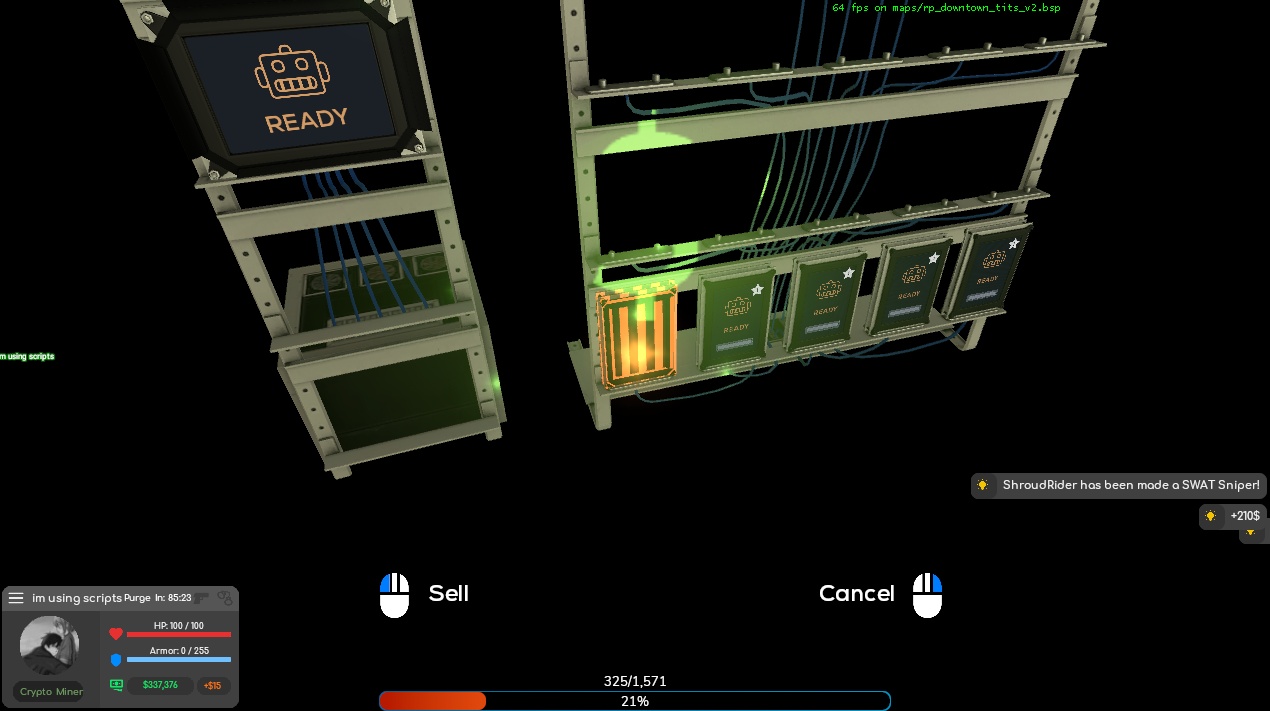 64 fps on maps/rp_downtown_tits_v2.bsp
READY
READY
READY
READY
READY
im using scripts
ShroudRider has been made a SWAT Sniper!
+210$
Sell
Cancel
im using scripts Purge In: 85:23
HP: 100 / 100
Armor: 0 / 255
Crypto Miner
$337,376
+$15
325/1,571
21%